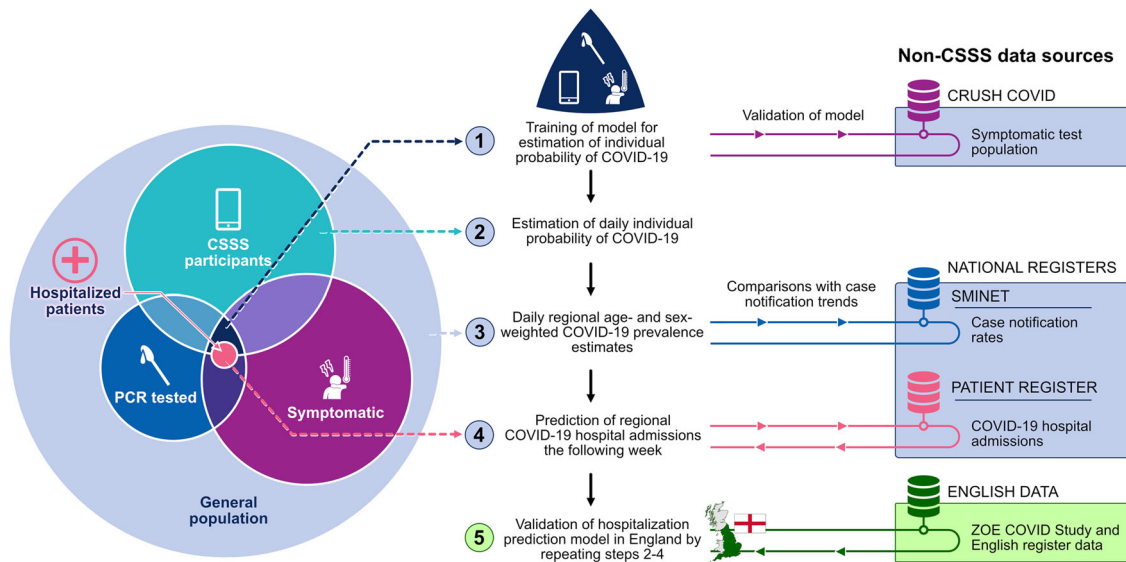 Non-CSSS data sources
CRUSH COVID
Symptomatic test
population
Validation of model
1
Training of model for
estimation of individual
probability of COVID-19
2
Estimation of daily individual
probability of COVID-19
CSSS
participants
Hospitalized
patients
PCR tested
Symptomatic
General
population
3
Daily regional age- and sex-
weighted COVID-19 prevalence
estimates
Comparisons with case
notification trends
NATIONAL REGISTERS
SMINET
Case notification
rates
4
Prediction of regional
COVID-19 hospital admissions
the following week
PATIENT REGISTER
COVID-19 hospital
admissions
5
Validation of hospitalization
prediction model in England by
repeating steps 2-4
ENGLISH DATA
ZOE COVID Study and
English register data